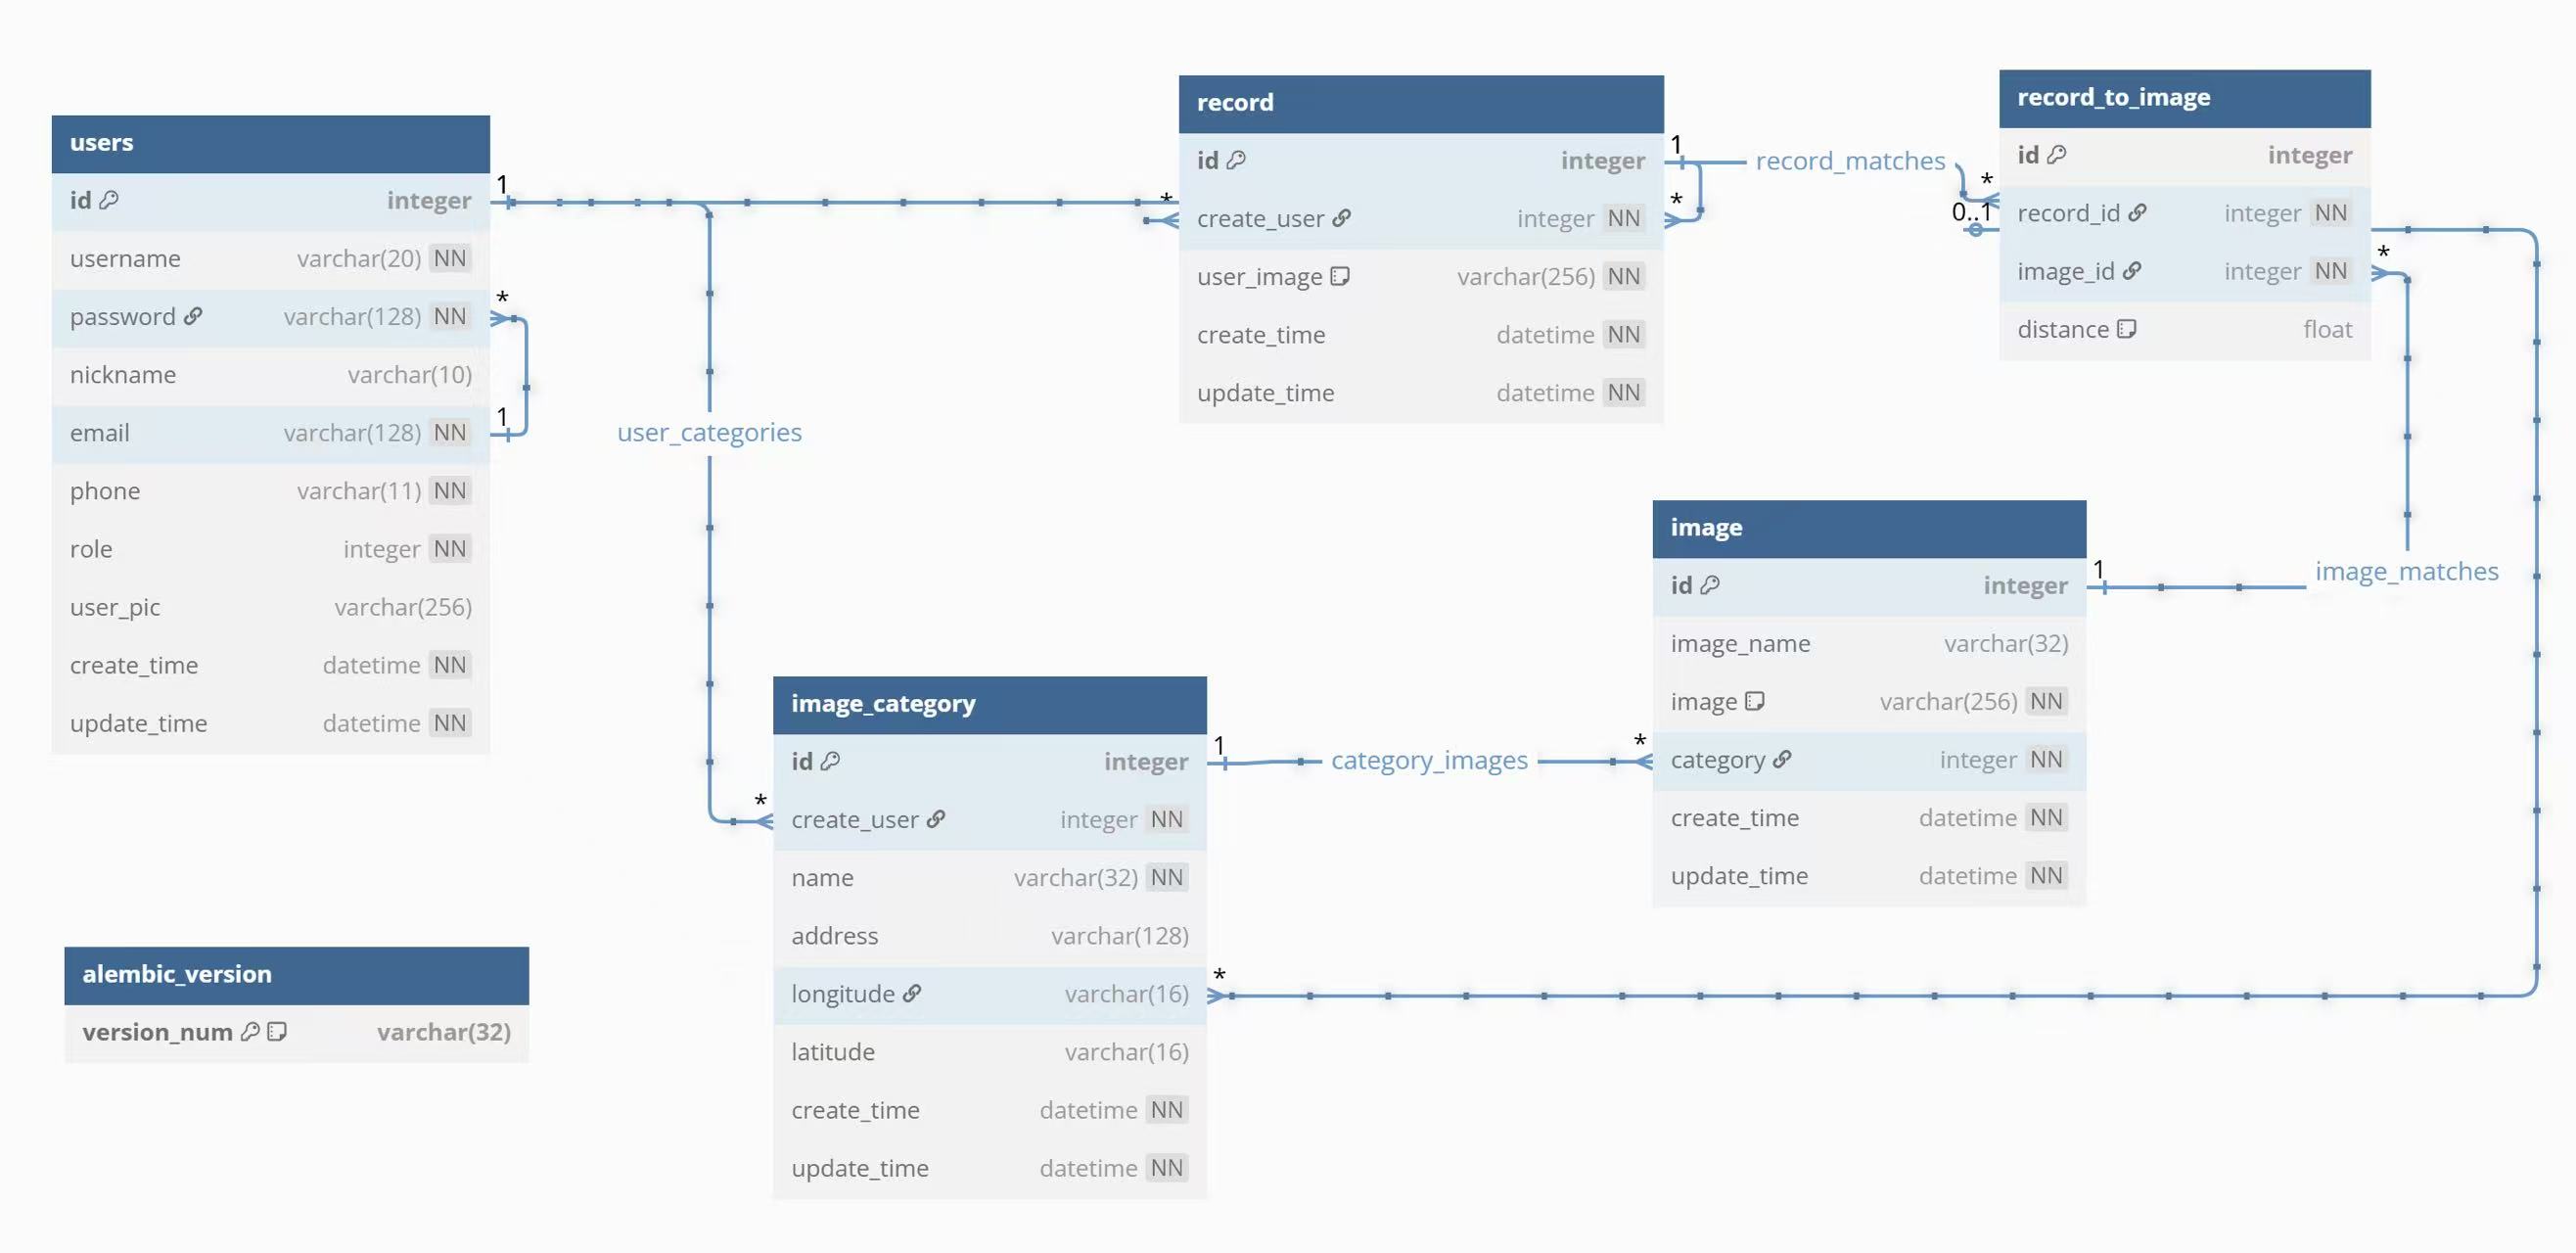 users
id integer
username varchar(20) NN
password varchar(128) NN
nickname varchar(10)
email varchar(128) NN
phone varchar(11) NN
role integer NN
user_pic varchar(256)
create_time datetime NN
update_time datetime NN
1
*
1
user_categories
*
record
id integer
create_user integer NN
user_image varchar(256) NN
create_time datetime NN
update_time datetime NN
*
1
*
record_matches
*
0..1
record_to_image
id integer
record_id integer NN
image_id integer NN
distance float
*
image_matches
image
id integer
image_name varchar(32)
image varchar(256) NN
category integer NN
create_time datetime NN
update_time datetime NN
1
*
category_images
image_category
id integer
create_user integer NN
name varchar(32) NN
address varchar(128)
longitude varchar(16)
latitude varchar(16)
create_time datetime NN
update_time datetime NN
1
*
alembic_version
version_num varchar(32)